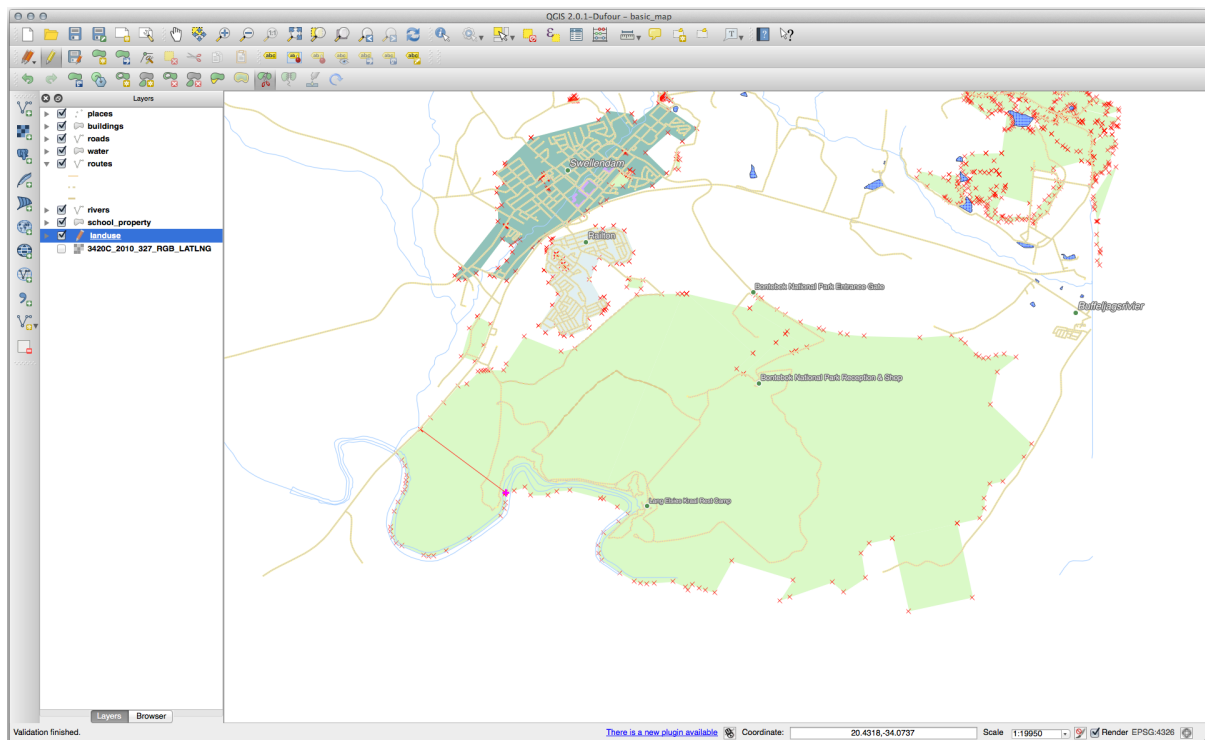 QGIS 2.0.1-Dufour - basic_map
Layers
places
buildings
roads
water
routes
rivers
school_property
landuse
3420C_2010_327_RGB_LATLNG
Swellendam
Railton
Bontebok National Park Entrance Gate
Buffeljagsrivier
Bontebok National Park Reception & Shop
Lang Elsies Kraal Rest Camp
Layers
Browser
Validation finished.
There is a new plugin available
Coordinate:
20.4318,-34.0737
Scale
1:19950
Render
EPSG:4326